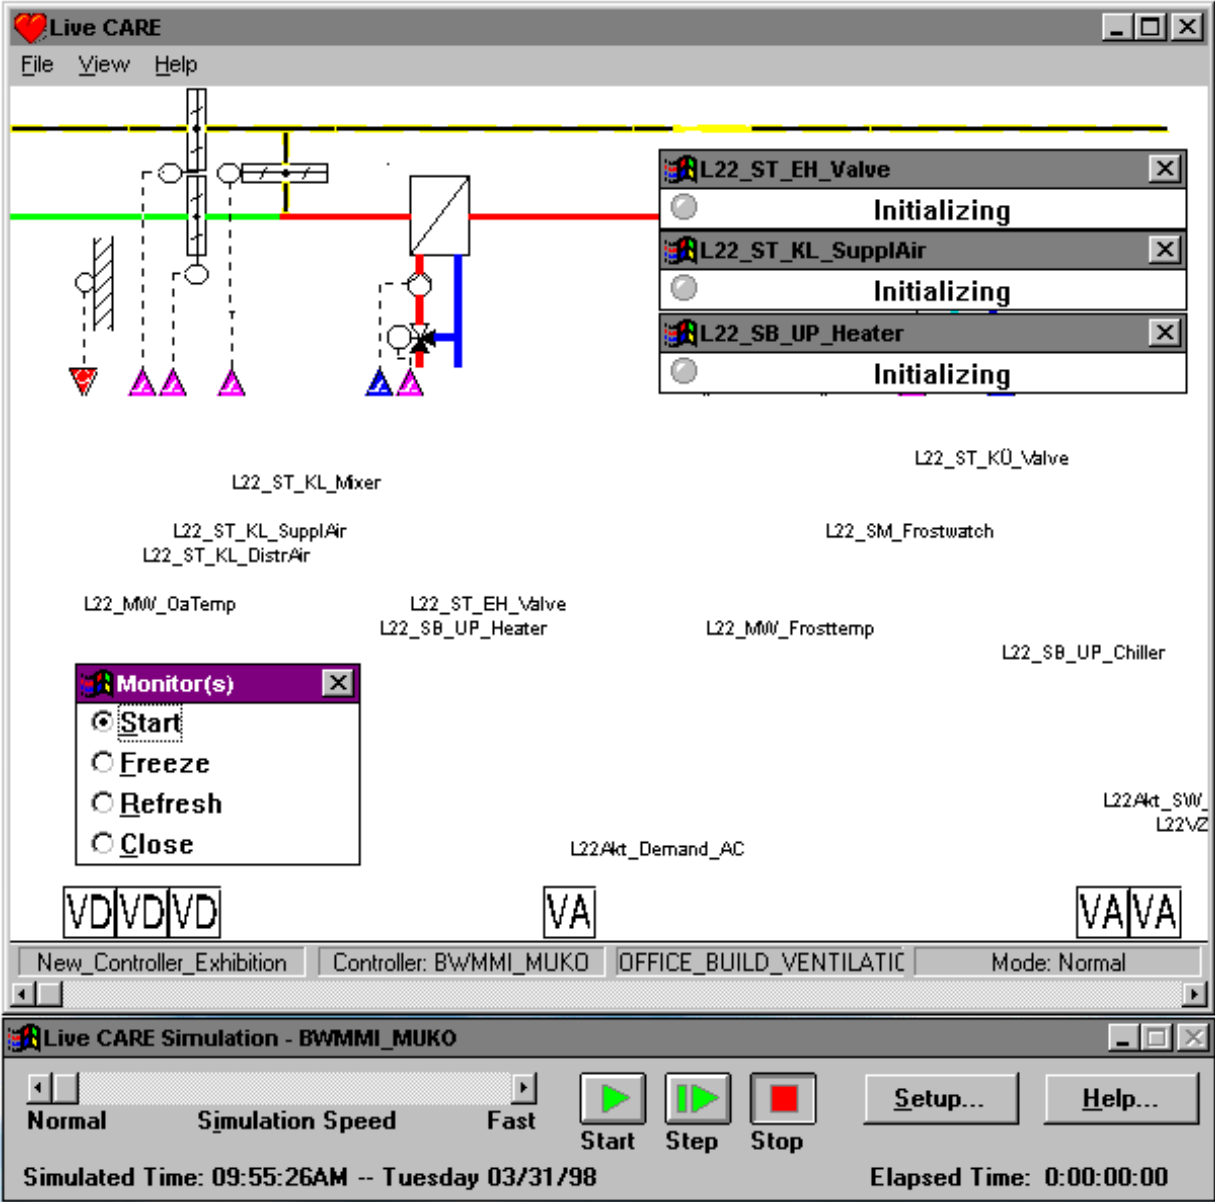 Live CARE
File View Help
L22_ST_EH_Valve
Initializing
L22_ST_KL_SupplAir
Initializing
L22_SB_UP_Heater
Initializing
L22_ST_KÜ_Valve
L22_ST_KL_Mixer
L22_ST_KL_SupplAir
L22_SM_Frostwatch
L22_ST_KL_DistrAir
L22_MW_OaTemp
L22_ST_EH_Valve
L22_SB_UP_Heater
L22_MW_Frosttemp
L22_SB_UP_Chiller
Monitor(s)
Start
Freeze
Refresh
Close
L22Akt_SW_
L22VZ
L22Akt_Demand_AC
VD VD VD VA VA VA
New_Controller_Exhibition Controller: BWMMI_MUKO OFFICE_BUILD_VENTILATIC Mode: Normal
Live CARE Simulation - BWMMI_MUKO
Normal Simulation Speed Fast
Start Step Stop
Setup... Help...
Simulated Time: 09:55:26AM -- Tuesday 03/31/98 Elapsed Time: 0:00:00:00